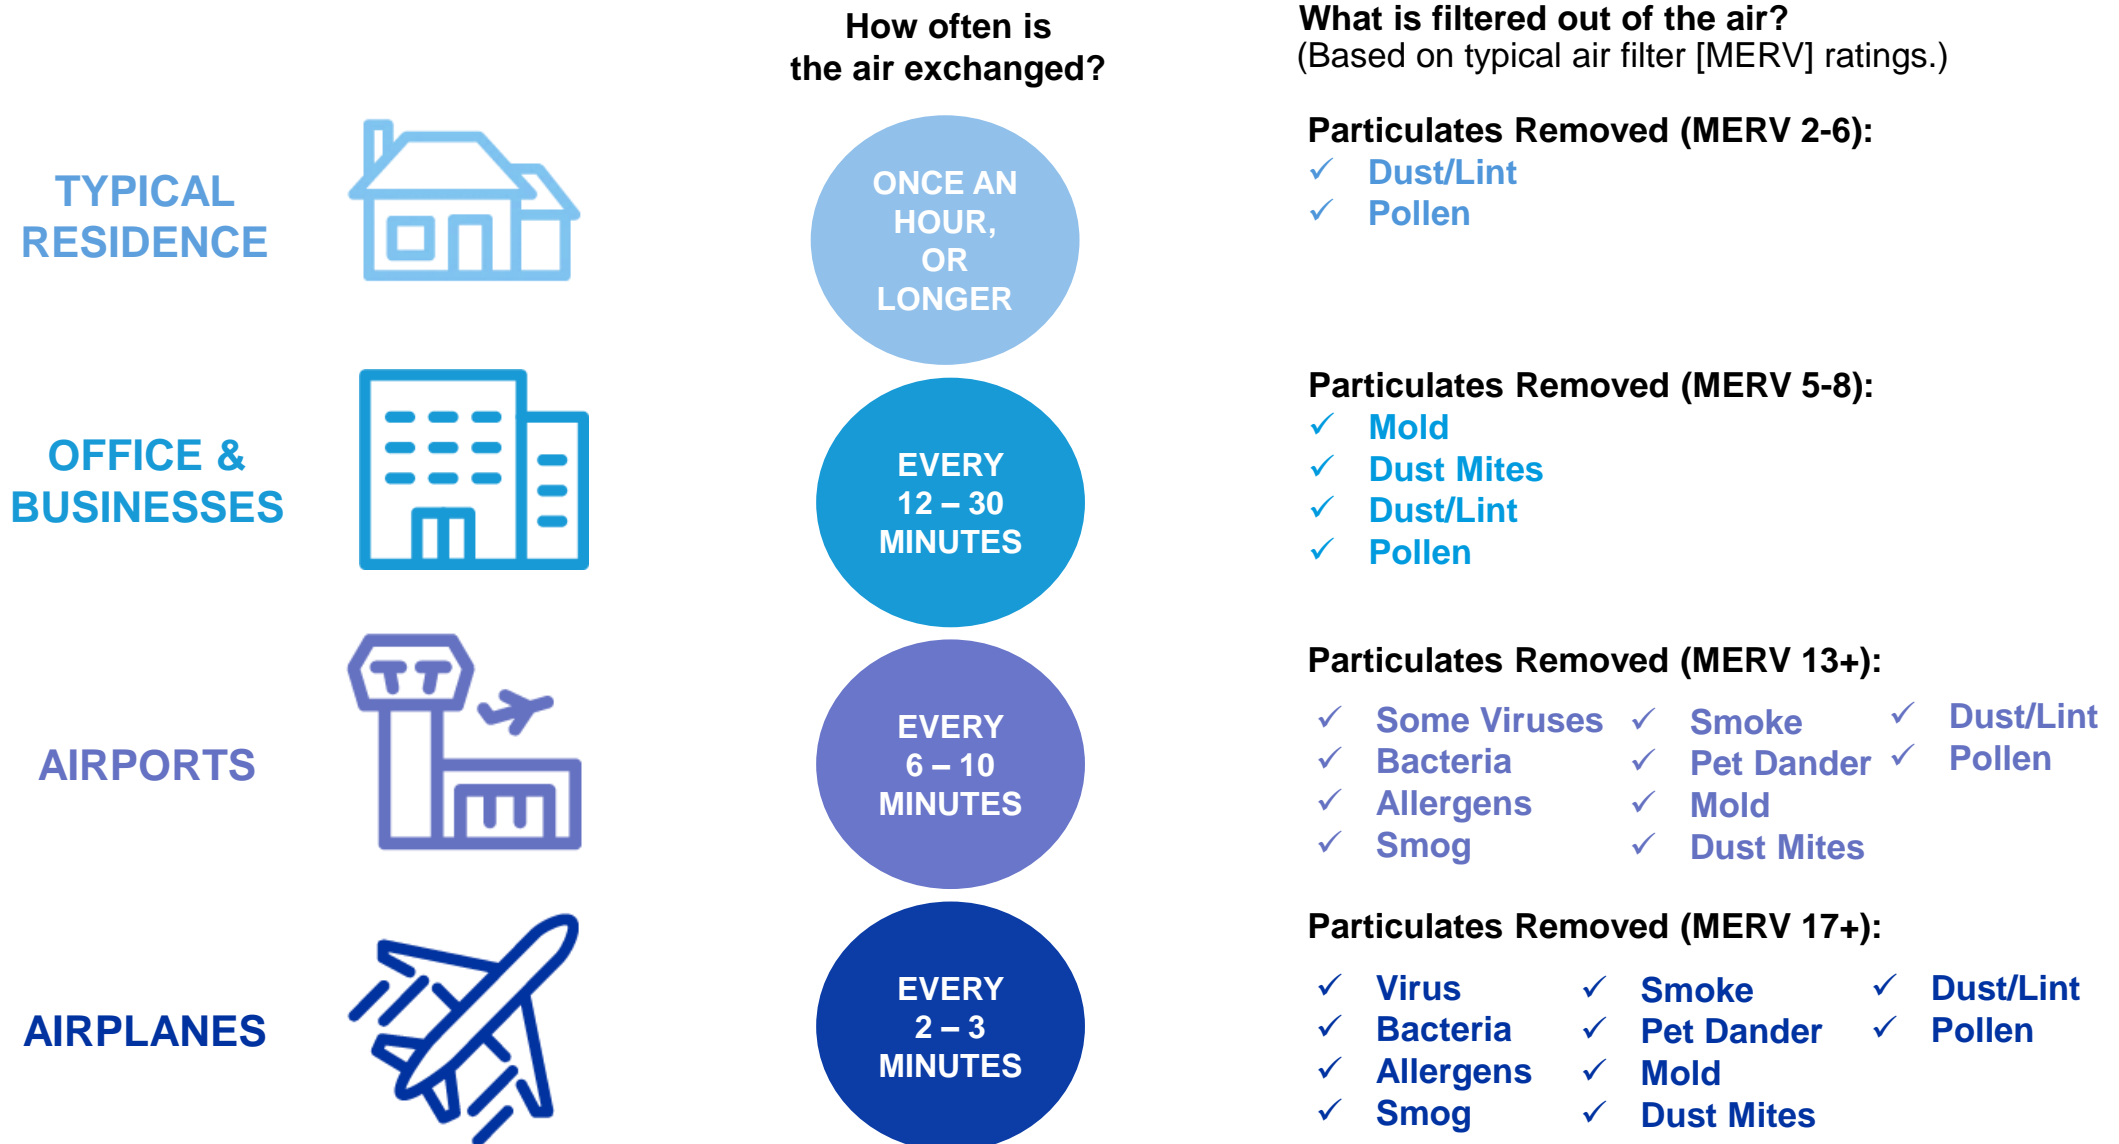 How often is
the air exchanged?
What is filtered out of the air?
(Based on typical air filter [MERV] ratings.)
TYPICAL
RESIDENCE
ONCE AN
HOUR,
OR
LONGER
Particulates Removed (MERV 2-6):
✓ Dust/Lint
✓ Pollen
OFFICE &
BUSINESSES
EVERY
12 – 30
MINUTES
Particulates Removed (MERV 5-8):
✓ Mold
✓ Dust Mites
✓ Dust/Lint
✓ Pollen
AIRPORTS
EVERY
6 – 10
MINUTES
Particulates Removed (MERV 13+):
✓ Some Viruses
✓ Bacteria
✓ Allergens
✓ Smog
✓ Smoke
✓ Pet Dander
✓ Mold
✓ Dust Mites
✓ Dust/Lint
✓ Pollen
AIRPLANES
EVERY
2 – 3
MINUTES
Particulates Removed (MERV 17+):
✓ Virus
✓ Bacteria
✓ Allergens
✓ Smog
✓ Smoke
✓ Pet Dander
✓ Mold
✓ Dust Mites
✓ Dust/Lint
✓ Pollen